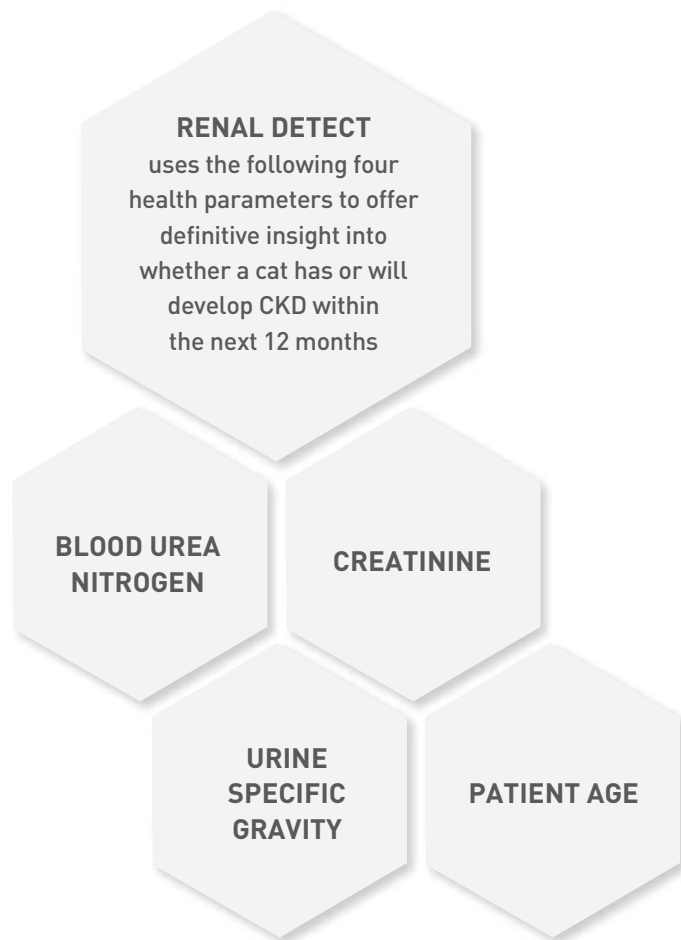 RENAL DETECT
uses the following four
health parameters to offer
definitive insight into
whether a cat has or will
develop CKD within
the next 12 months
BLOOD UREA
NITROGEN
CREATININE
URINE
SPECIFIC
GRAVITY
PATIENT AGE